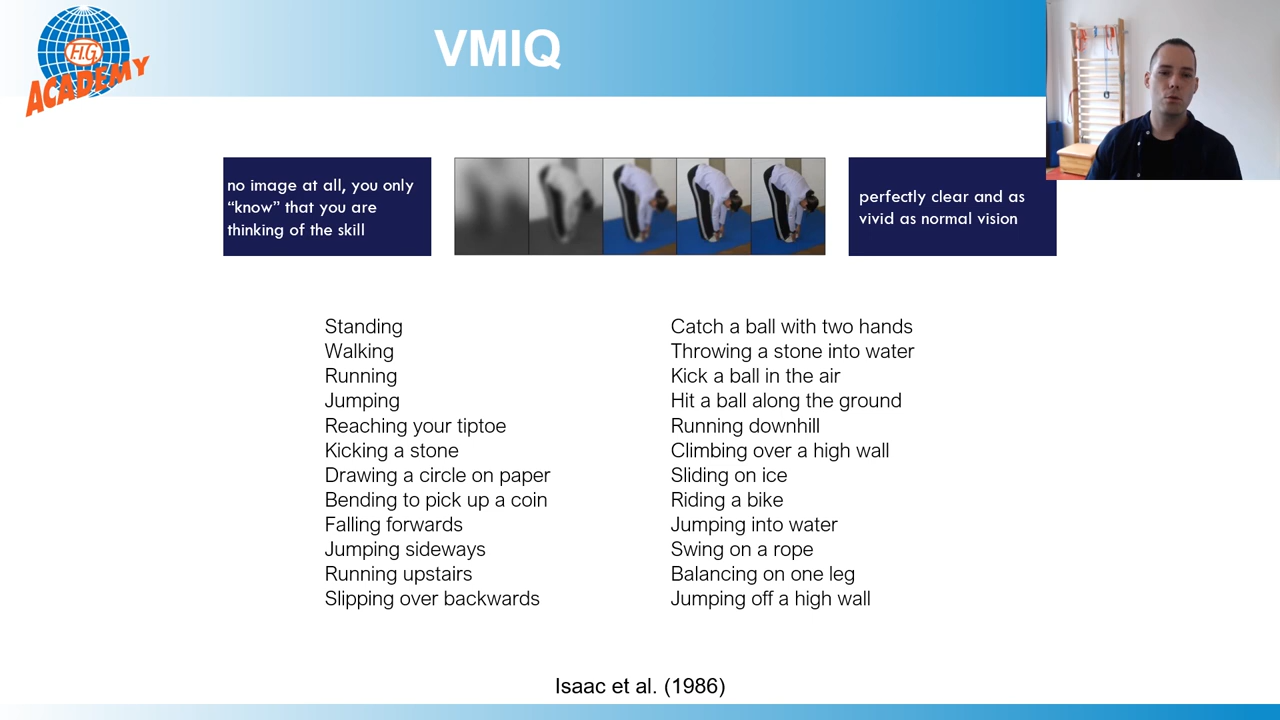 F.I.G.
ACADEMY
VMIQ
no image at all, you only
“know” that you are
thinking of the skill
perfectly clear and as
vivid as normal vision
Standing
Walking
Running
Jumping
Reaching your tiptoe
Kicking a stone
Drawing a circle on paper
Bending to pick up a coin
Falling forwards
Jumping sideways
Running upstairs
Slipping over backwards
Catch a ball with two hands
Throwing a stone into water
Kick a ball in the air
Hit a ball along the ground
Running downhill
Climbing over a high wall
Sliding on ice
Riding a bike
Jumping into water
Swing on a rope
Balancing on one leg
Jumping off a high wall
Isaac et al. (1986)